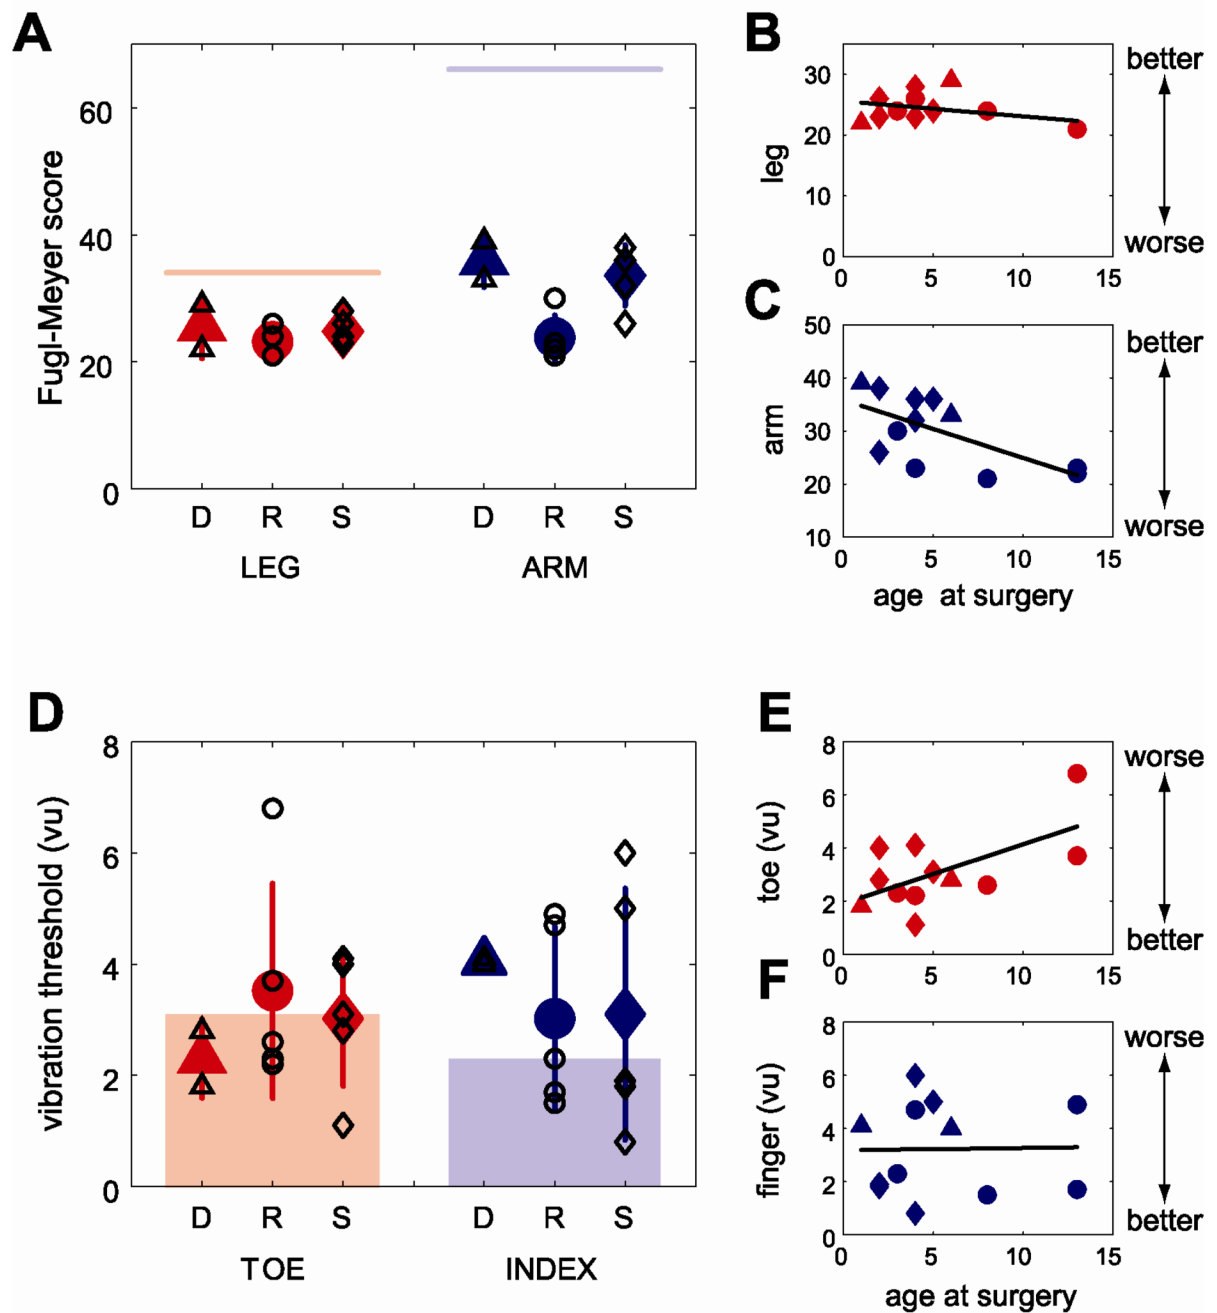 A
Fugl-Meyer score
60
40
20
0
D R S D R S
LEG ARM
B
leg
30
20
10
0
0 5 10 15
better
worse
C
arm
50
40
30
20
10
0 5 10 15
age at surgery
better
worse
D
vibration threshold (vu)
8
6
4
2
0
D R S D R S
TOE INDEX
E
toe (vu)
8
6
4
2
0
0 5 10 15
worse
better
F
finger (vu)
8
6
4
2
0
0 5 10 15
age at surgery
worse
better